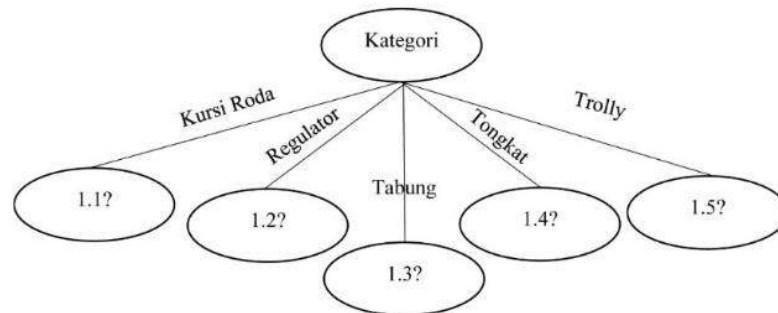 Kategori
Kursi Roda
Regulator
Tabung
Tongkat
Trolly
1.1?
1.2?
1.3?
1.4?
1.5?